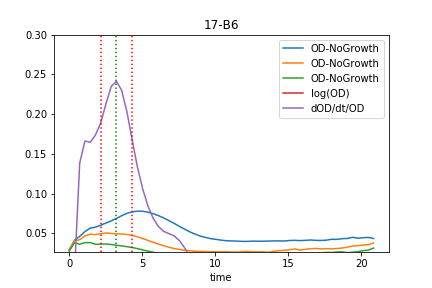 17-B6
0.30
0.25
0.20
0.15
0.10
0.05
OD-NoGrowth
OD-NoGrowth
OD-NoGrowth
log(OD)
dOD/dt/OD
0 5 10 15 20
time